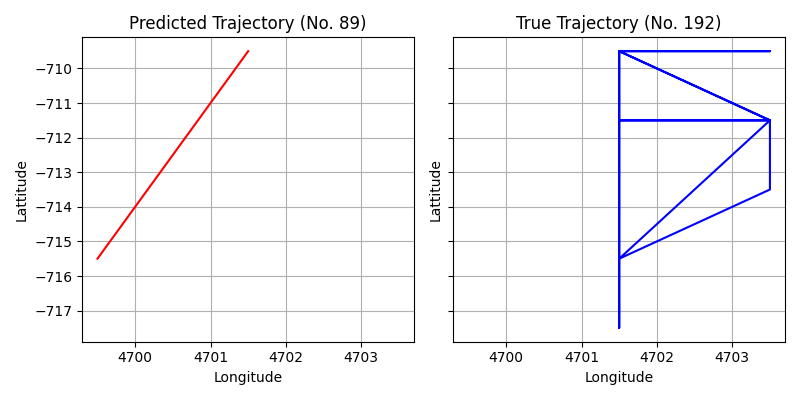 Predicted Trajectory (No. 89)
True Trajectory (No. 192)
Lattitude
−710
−711
−712
−713
−714
−715
−716
−717
4700
4701
4702
4703
Longitude
Lattitude
4700
4701
4702
4703
Longitude